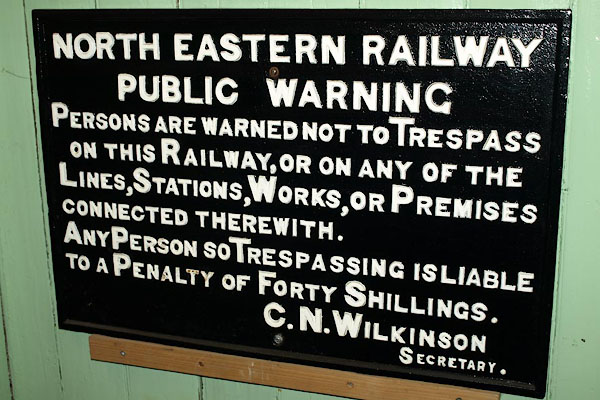 NORTH EASTERN RAILWAY
PUBLIC WARNING
PERSONS ARE WARNED NOT TO TRESPASS
ON THIS RAILWAY, OR ON ANY OF THE
LINES, STATIONS, WORKS, OR PREMISES
CONNECTED THEREWITH.
ANY PERSON SO TRESPASSING IS LIABLE
TO A PENALTY OF FORTY SHILLINGS.
C. N. WILKINSON
SECRETARY.